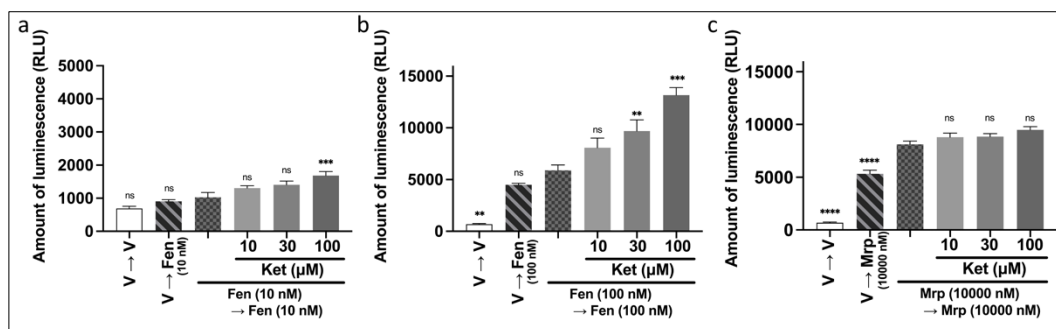 a
Amount of luminescence (RLU)
5000
4000
3000
2000
1000
0
ns
ns
ns
ns
***
V → V
V → Fen
(10 nM)
-
10
30
100
Ket (µM)
Fen (10 nM)
→ Fen (10 nM)
b
Amount of luminescence (RLU)
15000
10000
5000
0
**
ns
ns
**
***
V → V
V → Fen
(100 nM)
-
10
30
100
Ket (µM)
Fen (100 nM)
→ Fen (100 nM)
c
Amount of luminescence (RLU)
15000
10000
5000
0
****
****
ns
ns
ns
V → V
V → Mrp
(10000 nM)
-
10
30
100
Ket (µM)
Mrp (10000 nM)
→ Mrp (10000 nM)